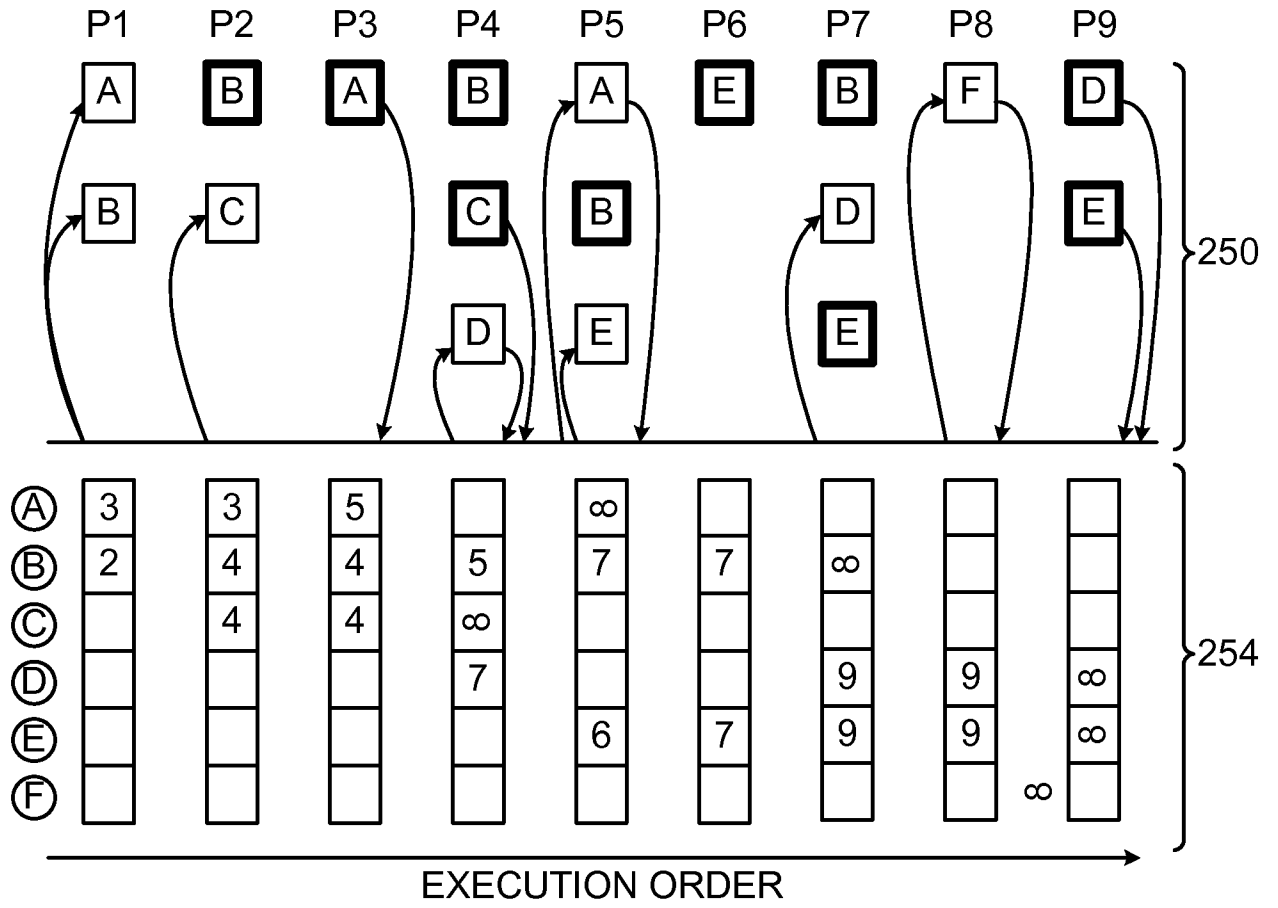 P1 P2 P3 P4 P5 P6 P7 P8 P9
A B A B A E B F D
B C C B D E
D E E
250
A 3 3 5 ∞
B 2 4 4 5 7 7 ∞
C 4 4 ∞
D 7 9 9 ∞
E 6 7 9 9 ∞
F ∞
254
EXECUTION ORDER